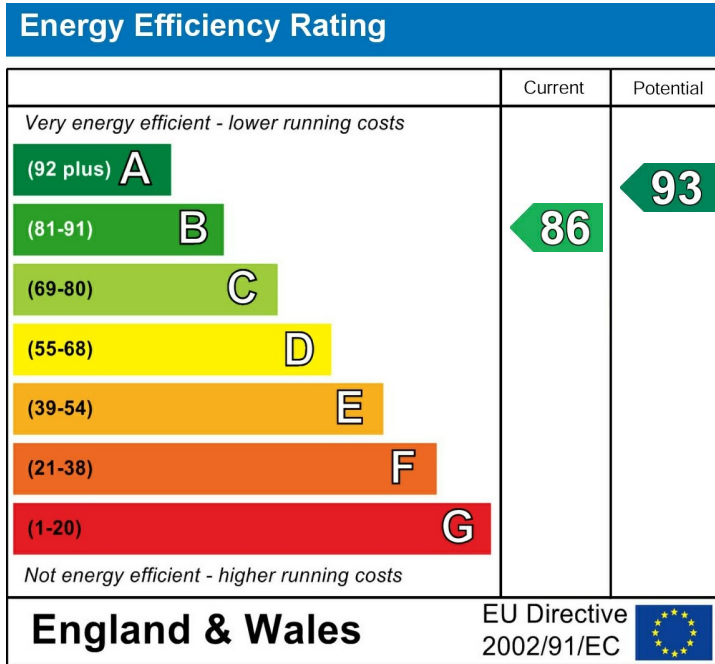 Energy Efficiency Rating
Current Potential
Very energy efficient - lower running costs
(92 plus) A
93
(81-91) B
86
(69-80) C
(55-68) D
(39-54) E
(21-38) F
(1-20) G
Not energy efficient - higher running costs
England & Wales
EU Directive
2002/91/EC